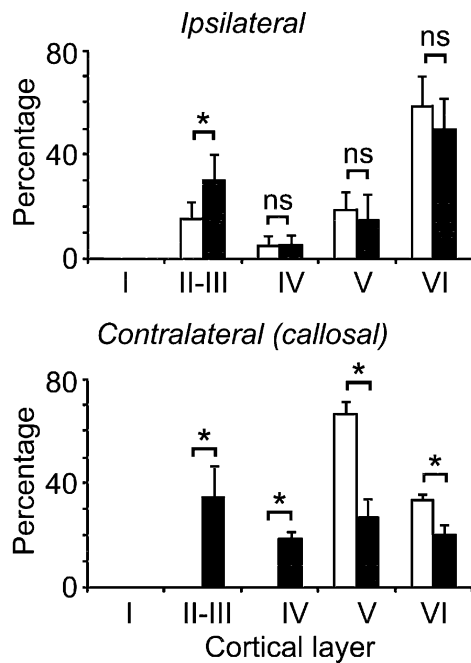 Ipsilateral
Percentage
80
40
0
*
ns
ns
ns
I II-III IV V VI
Contralateral (callosal)
Percentage
80
40
0
*
*
*
*
I II-III IV V VI
Cortical layer